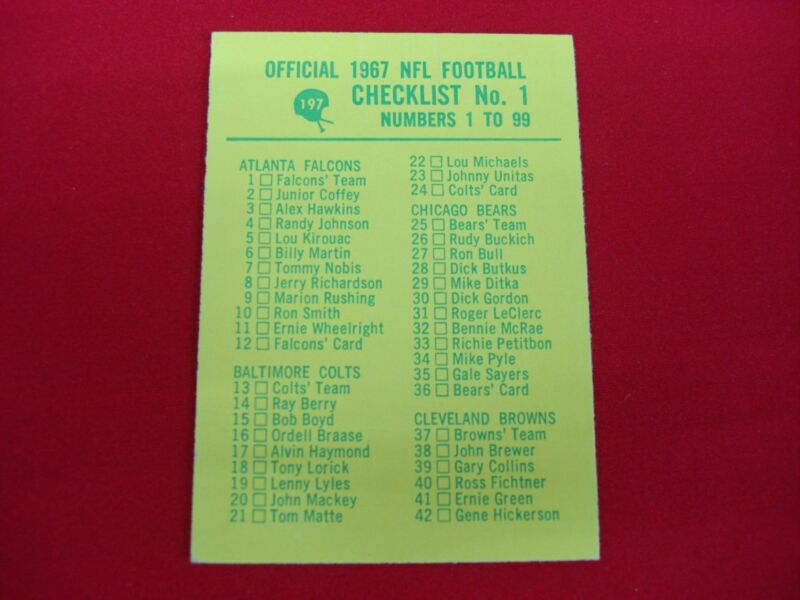 OFFICIAL 1967 NFL FOOTBALL
197
CHECKLIST No. 1
NUMBERS 1 TO 99
ATLANTA FALCONS
1 Falcons' Team
2 Junior Coffey
3 Alex Hawkins
4 Randy Johnson
5 Lou Kirouac
6 Billy Martin
7 Tommy Nobis
8 Jerry Richardson
9 Marion Rushing
10 Ron Smith
11 Ernie Wheelright
12 Falcons' Card
BALTIMORE COLTS
13 Colts' Team
14 Ray Berry
15 Bob Boyd
16 Ordell Braase
17 Alvin Haymond
18 Tony Lorick
19 Lenny Lyles
20 John Mackey
21 Tom Matte
22 Lou Michaels
23 Johnny Unitas
24 Colts' Card
CHICAGO BEARS
25 Bears' Team
26 Rudy Buckich
27 Ron Bull
28 Dick Butkus
29 Mike Ditka
30 Dick Gordon
31 Roger LeClerc
32 Bennie McRae
33 Richie Petitbon
34 Mike Pyle
35 Gale Sayers
36 Bears' Card
CLEVELAND BROWNS
37 Browns' Team
38 John Brewer
39 Gary Collins
40 Ross Fichtner
41 Ernie Green
42 Gene Hickerson